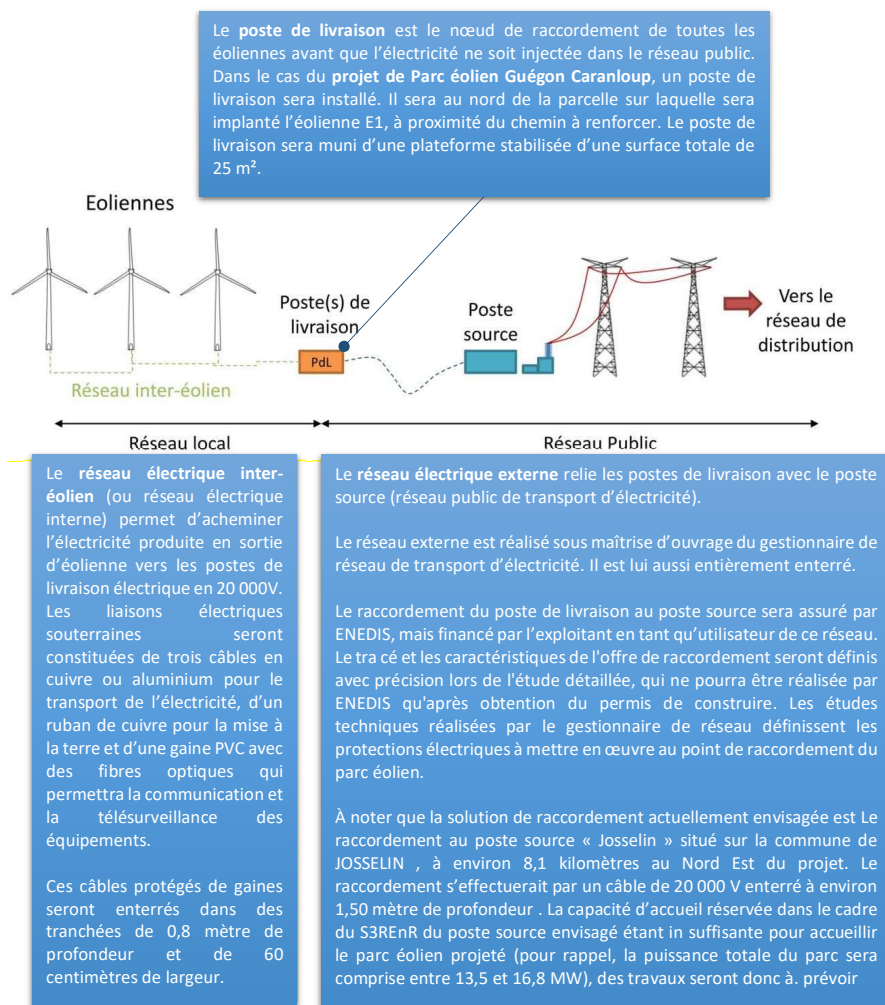 Le poste de livraison est le nœud de raccordement de toutes les
éoliennes avant que l'électricité ne soit injectée dans le réseau public.
Dans le cas du projet de Parc éolien Guégon Caranloup, un poste de
livraison sera installé. Il sera au nord de la parcelle sur laquelle sera
implanté l'éolienne E1, à proximité du chemin à renforcer. Le poste de
livraison sera muni d'une plateforme stabilisée d'une surface totale de
25 m².
Eoliennes
Poste(s) de
livraison
PdL
Poste
source
Vers le
réseau de
distribution
Réseau inter-éolien
Réseau local
Réseau Public
Le réseau électrique inter-
éolien (ou réseau électrique
interne) permet d'acheminer
l'électricité produite en sortie
d'éolienne vers les postes de
livraison électrique en 20 000V.
Les liaisons électriques
souterraines seront
constituées de trois câbles en
cuivre ou aluminium pour le
transport de l'électricité, d'un
ruban de cuivre pour la mise à
la terre et d'une gaine PVC avec
des fibres optiques qui
permettra la communication et
la télésurveillance des
équipements.
Ces câbles protégés de gaines
seront enterrés dans des
tranchées de 0,8 mètre de
profondeur et de 60
centimètres de largeur.
Le réseau électrique externe relie les postes de livraison avec le poste
source (réseau public de transport d'électricité).
Le réseau externe est réalisé sous maîtrise d'ouvrage du gestionnaire de
réseau de transport d'électricité. Il est lui aussi entièrement enterré.
Le raccordement du poste de livraison au poste source sera assuré par
ENEDIS, mais financé par l'exploitant en tant qu'utilisateur de ce réseau.
Le tra cé et les caractéristiques de l'offre de raccordement seront définis
avec précision lors de l'étude détaillée, qui ne pourra être réalisée par
ENEDIS qu'après obtention du permis de construire. Les études
techniques réalisées par le gestionnaire de réseau définissent les
protections électriques à mettre en œuvre au point de raccordement du
parc éolien.
À noter que la solution de raccordement actuellement envisagée est Le
raccordement au poste source « Josselin » situé sur la commune de
JOSSELIN , à environ 8,1 kilomètres au Nord Est du projet. Le
raccordement s'effectuerait par un câble de 20 000 V enterré à environ
1,50 mètre de profondeur . La capacité d'accueil réservée dans le cadre
du S3REnR du poste source envisagé étant in suffisante pour accueillir
le parc éolien projeté (pour rappel, la puissance totale du parc sera
comprise entre 13,5 et 16,8 MW), des travaux seront donc à. prévoir